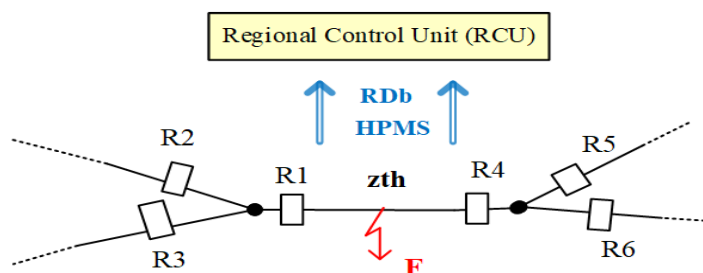 Regional Control Unit (RCU)
RDb
HPMS
R2
R1
zth
R4
R5
R3
F
R6